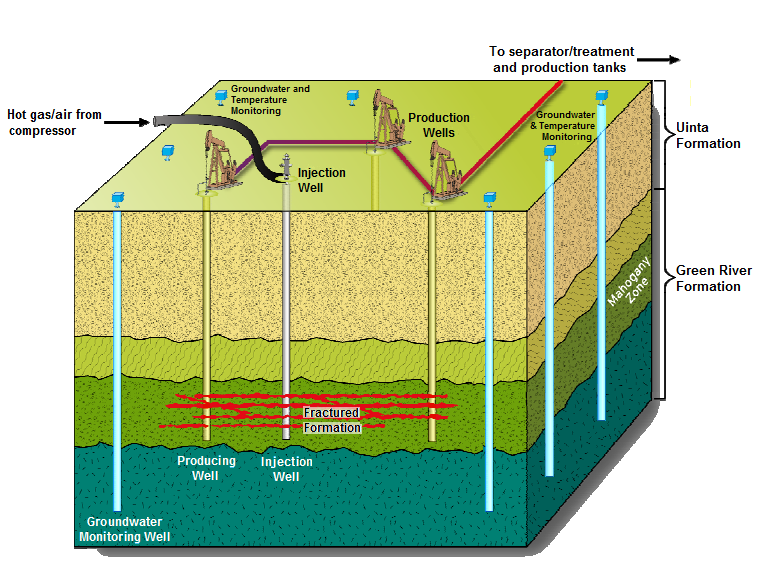 To separator/treatment
and production tanks
Groundwater and
Temperature
Monitoring
Hot gas/air from
compressor
Production
Wells
Groundwater
& Temperature
Monitoring
Uinta
Formation
Injection
Well
Green River
Formation
Mahogany
Zone
Fractured
Formation
Producing
Well
Injection
Well
Groundwater
Monitoring Well